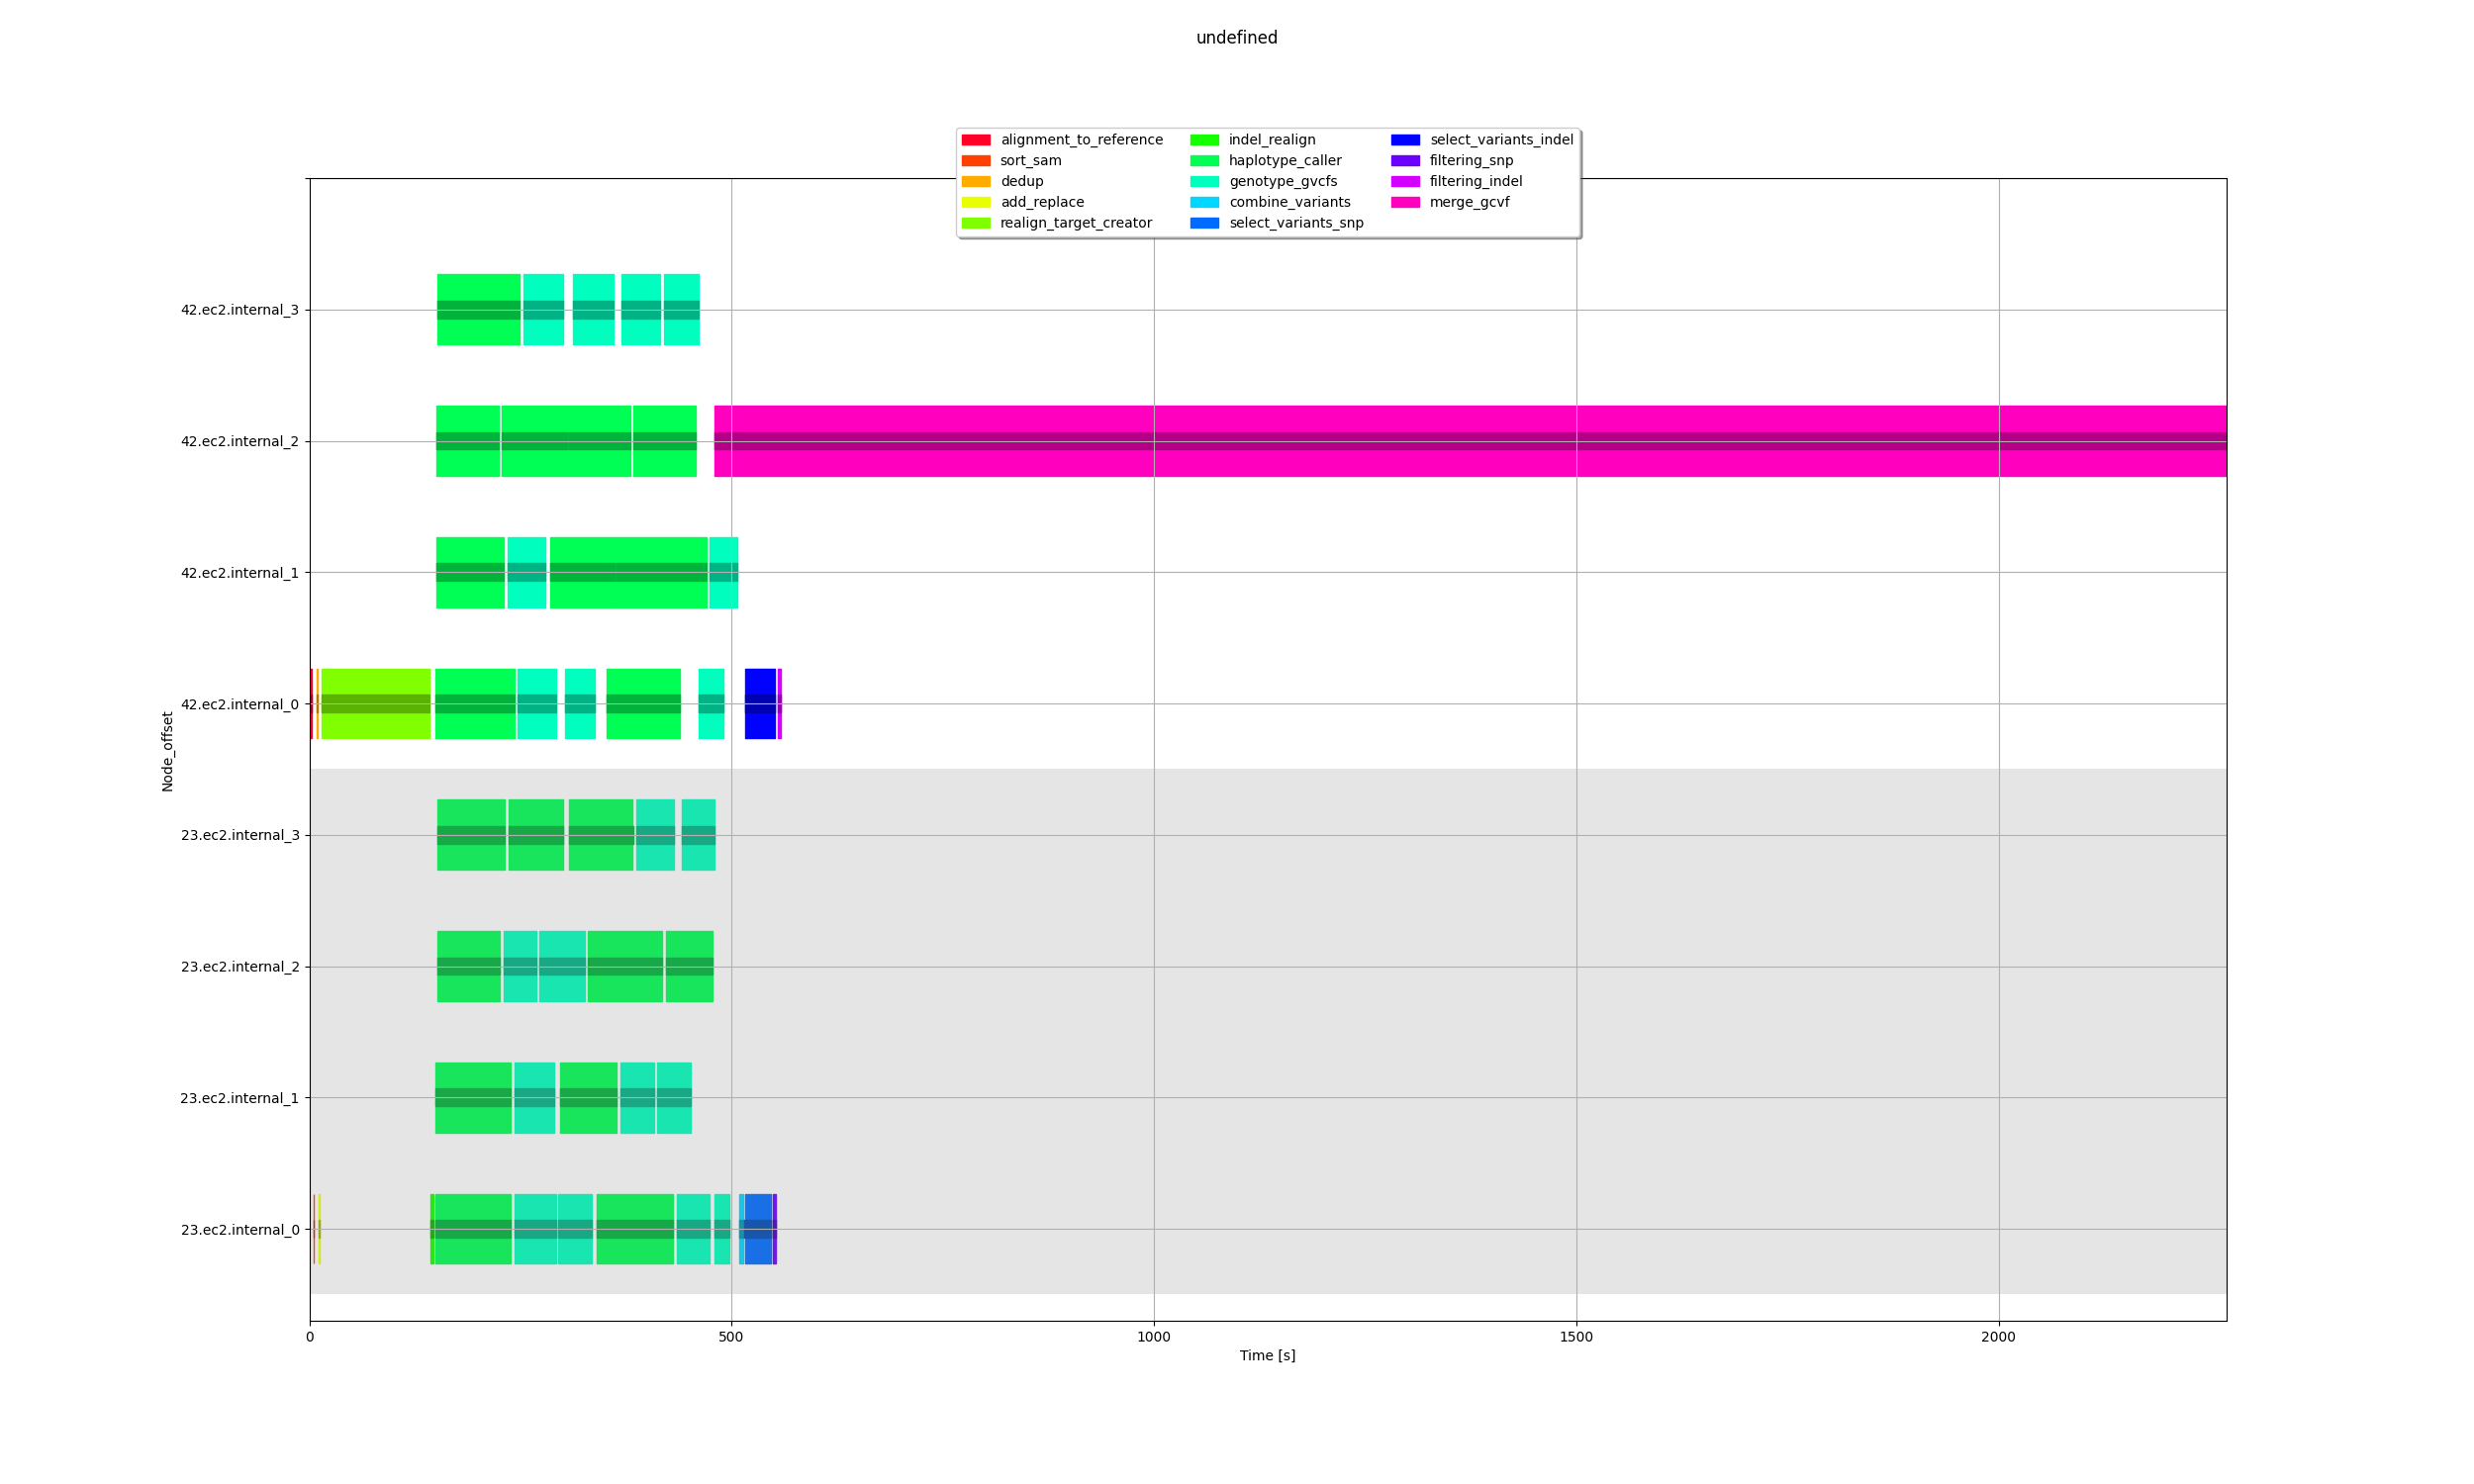 undefined
alignment_to_reference
sort_sam
dedup
add_replace
realign_target_creator
indel_realign
haplotype_caller
genotype_gvcfs
combine_variants
select_variants_snp
select_variants_indel
filtering_snp
filtering_indel
merge_gcvf
Node_offset
42.ec2.internal_3
42.ec2.internal_2
42.ec2.internal_1
42.ec2.internal_0
23.ec2.internal_3
23.ec2.internal_2
23.ec2.internal_1
23.ec2.internal_0
0 500 1000 1500 2000
Time [s]